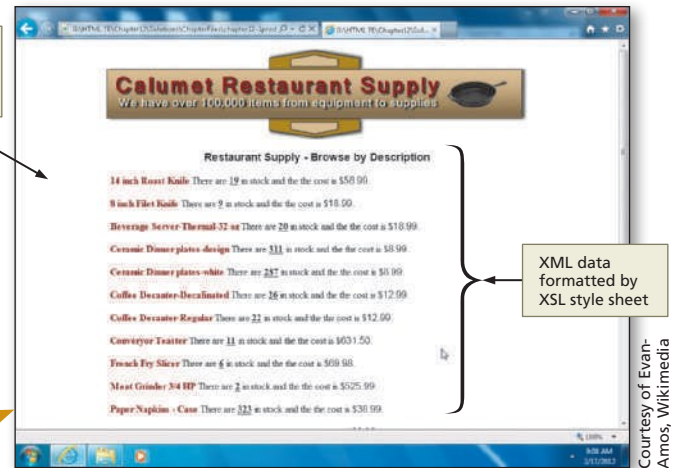 Calumet Restaurant Supply
We have over 100,000 items from equipment to supplies
Restaurant Supply - Browse by Description
14 inch Roast Knife There are 19 in stock and the the cost is $58.99.
8 inch Filet Knife There are 9 in stock and the the cost is $18.99.
Beverage Server-Thermal-32 oz There are 20 in stock and the the cost is $18.99.
Ceramic Dinner plates-design There are 311 in stock and the the cost is $8.99.
Ceramic Dinner plates-white There are 287 in stock and the the cost is $6.99.
Coffee Decanter-Decafinated There are 26 in stock and the the cost is $12.99.
Coffee Decanter-Regular There are 22 in stock and the the cost is $12.99.
Converyor Toaster There are 11 in stock and the the cost is $631.50.
French Fry Slicer There are 6 in stock and the the cost is $69.98.
Meat Grinder 3/4 HP There are 2 in stock and the the cost is $525.99.
Paper Napkins - Case There are 323 in stock and the the cost is $38.99.
XML data
formatted by
XSL style sheet
100%
2/17/2013
Courtesy of Evan-
Amos, Wikimedia